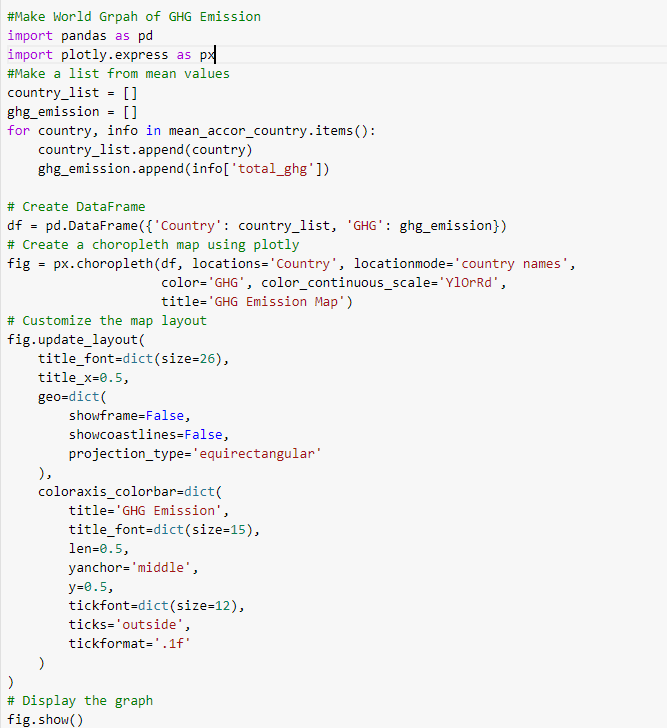 #Make World Grpah of GHG Emission
import pandas as pd
import plotly.express as px
#Make a list from mean values
country_list = []
ghg_emission = []
for country, info in mean_accor_country.items():
    country_list.append(country)
    ghg_emission.append(info['total_ghg'])

# Create DataFrame
df = pd.DataFrame({'Country': country_list, 'GHG': ghg_emission})
# Create a choropleth map using plotly
fig = px.choropleth(df, locations='Country', locationmode='country names',
                    color='GHG', color_continuous_scale='YlOrRd',
                    title='GHG Emission Map')
# Customize the map layout
fig.update_layout(
    title_font=dict(size=26),
    title_x=0.5,
    geo=dict(
        showframe=False,
        showcoastlines=False,
        projection_type='equirectangular'
    ),
    coloraxis_colorbar=dict(
        title='GHG Emission',
        title_font=dict(size=15),
        len=0.5,
        yanchor='middle',
        y=0.5,
        tickfont=dict(size=12),
        ticks='outside',
        tickformat='.1f'
    )
)
# Display the graph
fig.show()